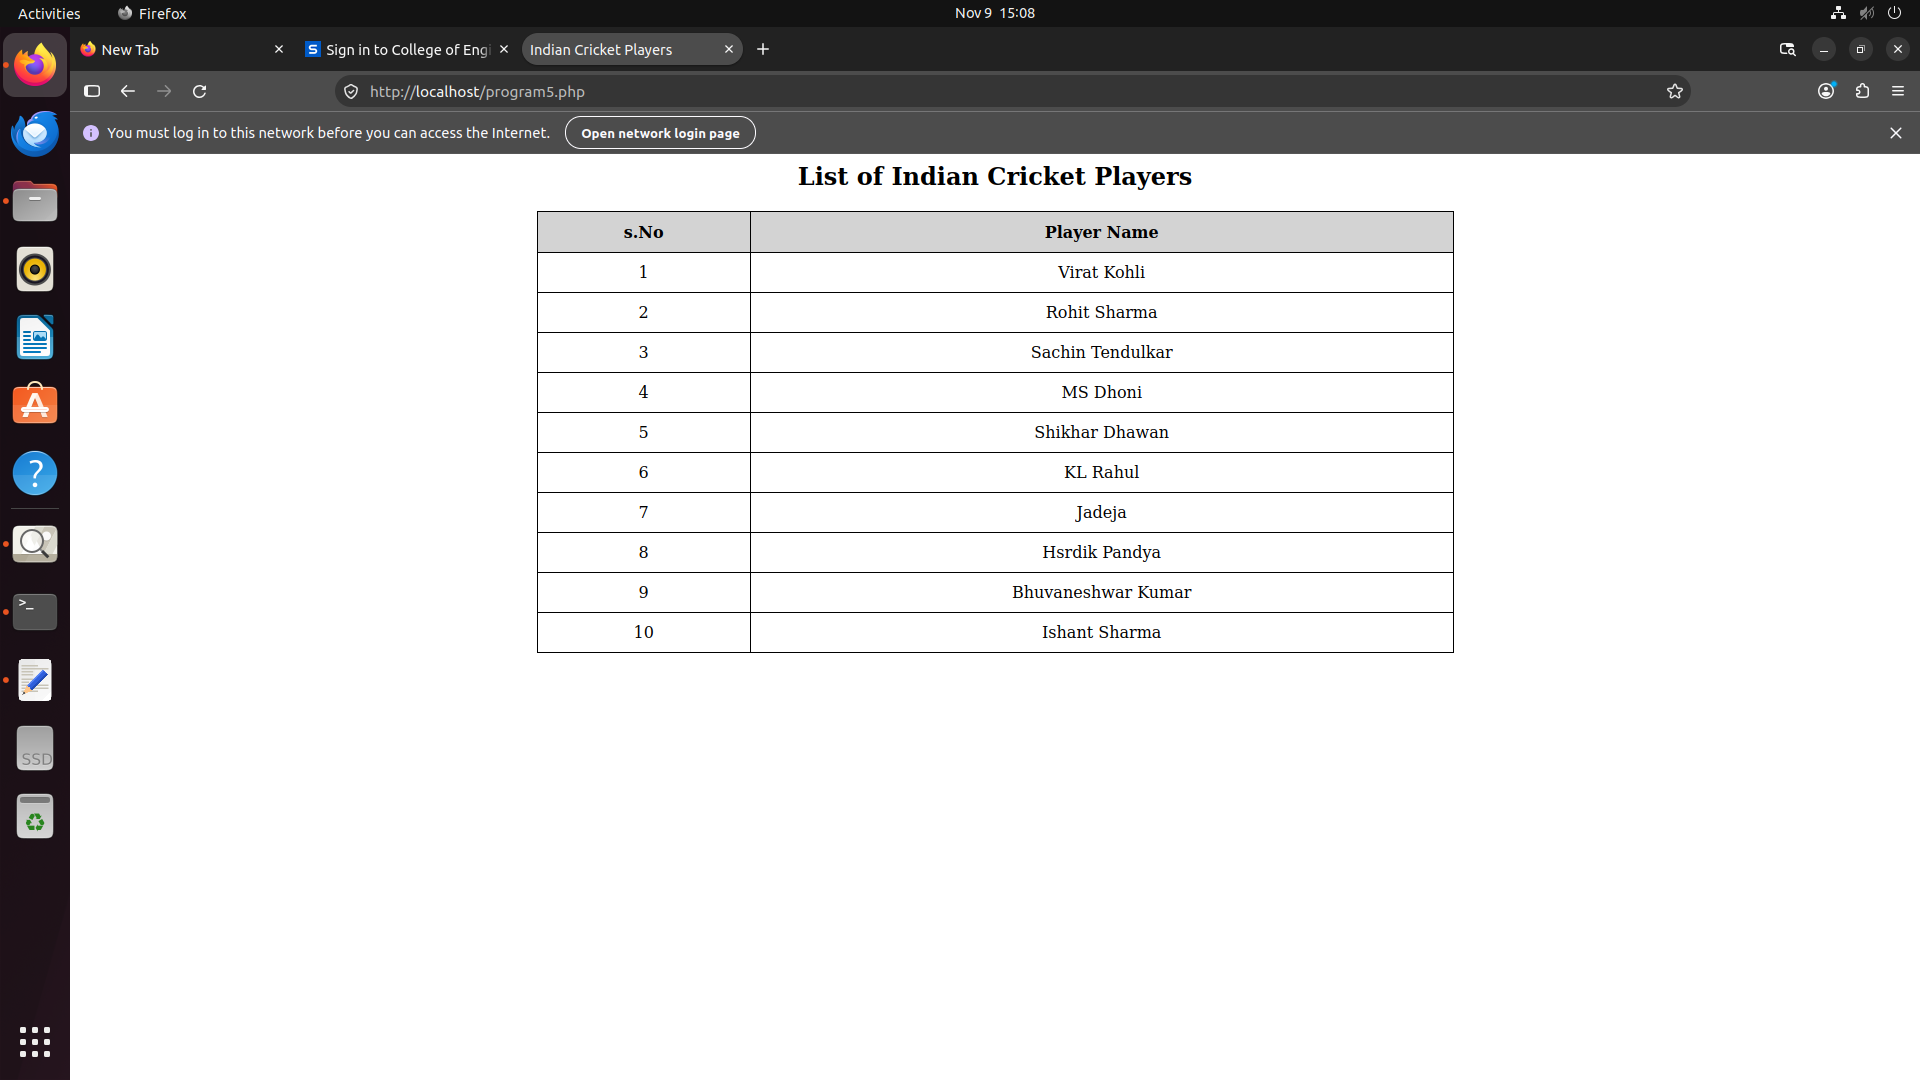 Activities Firefox Nov 9 15:08
New Tab Sign in to College of Engi Indian Cricket Players
http://localhost/program5.php
You must log in to this network before you can access the Internet. Open network login page
List of Indian Cricket Players
s.No Player Name
1 Virat Kohli
2 Rohit Sharma
3 Sachin Tendulkar
4 MS Dhoni
5 Shikhar Dhawan
6 KL Rahul
7 Jadeja
8 Hsrdik Pandya
9 Bhuvaneshwar Kumar
10 Ishant Sharma
SSD